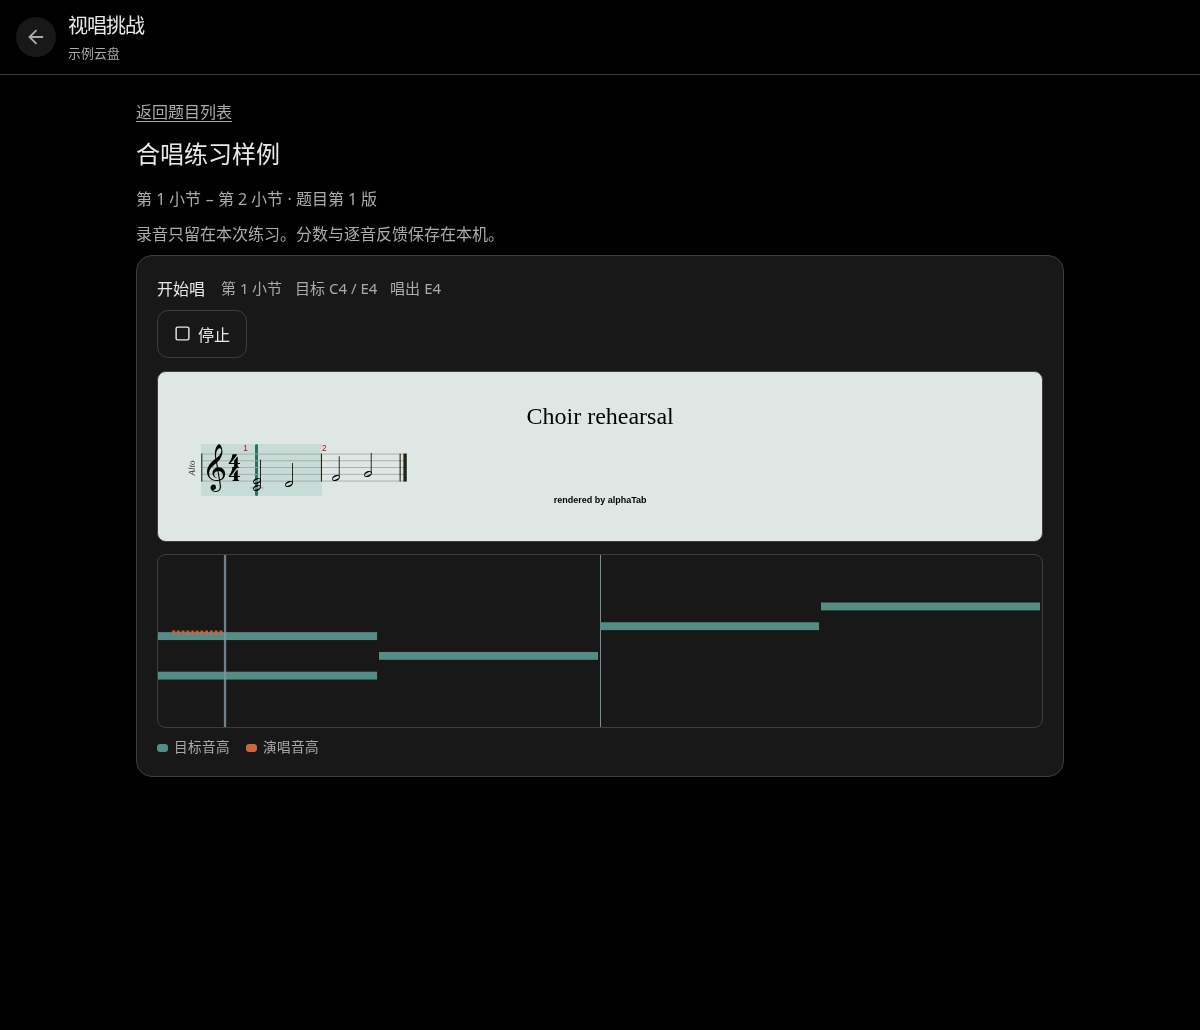 视唱挑战
示例云盘
返回题目列表
合唱练习样例
第 1 小节 – 第 2 小节 · 题目第 1 版
录音只留在本次练习。分数与逐音反馈保存在本机。
开始唱 第 1 小节 目标 C4 / E4 唱出 E4
停止
Choir rehearsal
1 2
Alto
4
4
rendered by alphaTab
目标音高 演唱音高